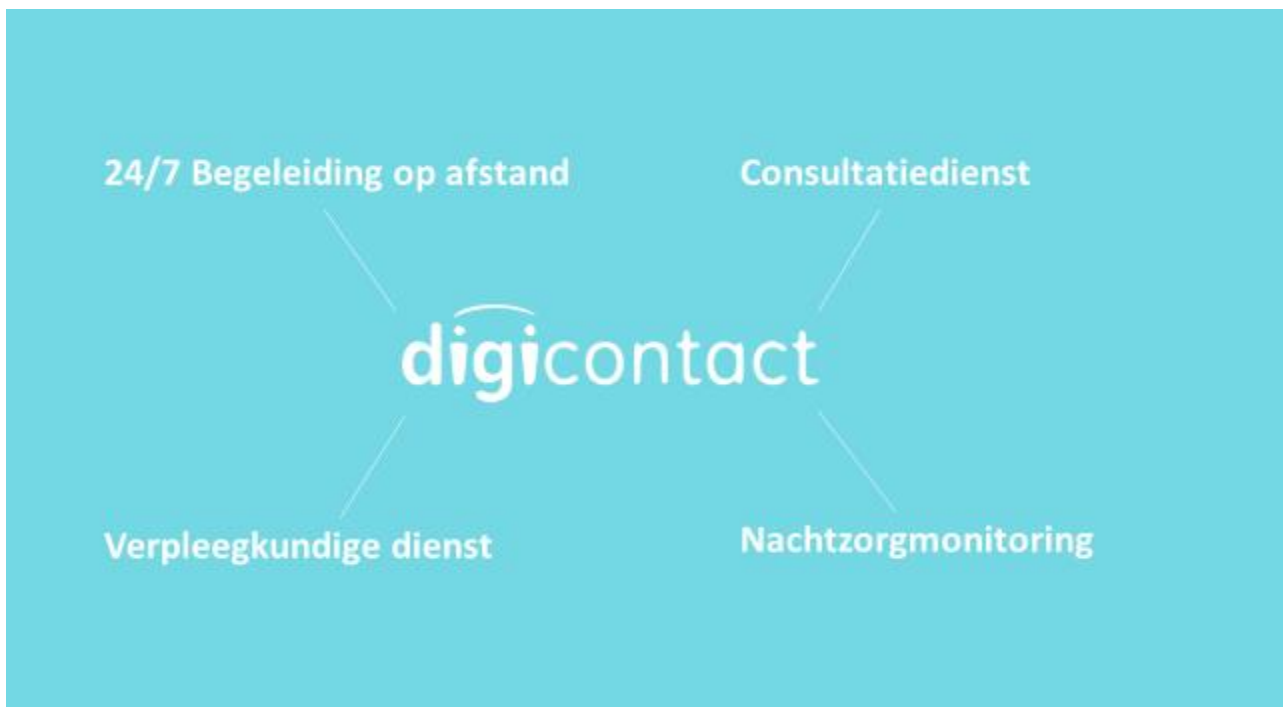 24/7 Begeleiding op afstand
Consultatiedienst
digicontact
Verpleegkundige dienst
Nachtzorgmonitoring